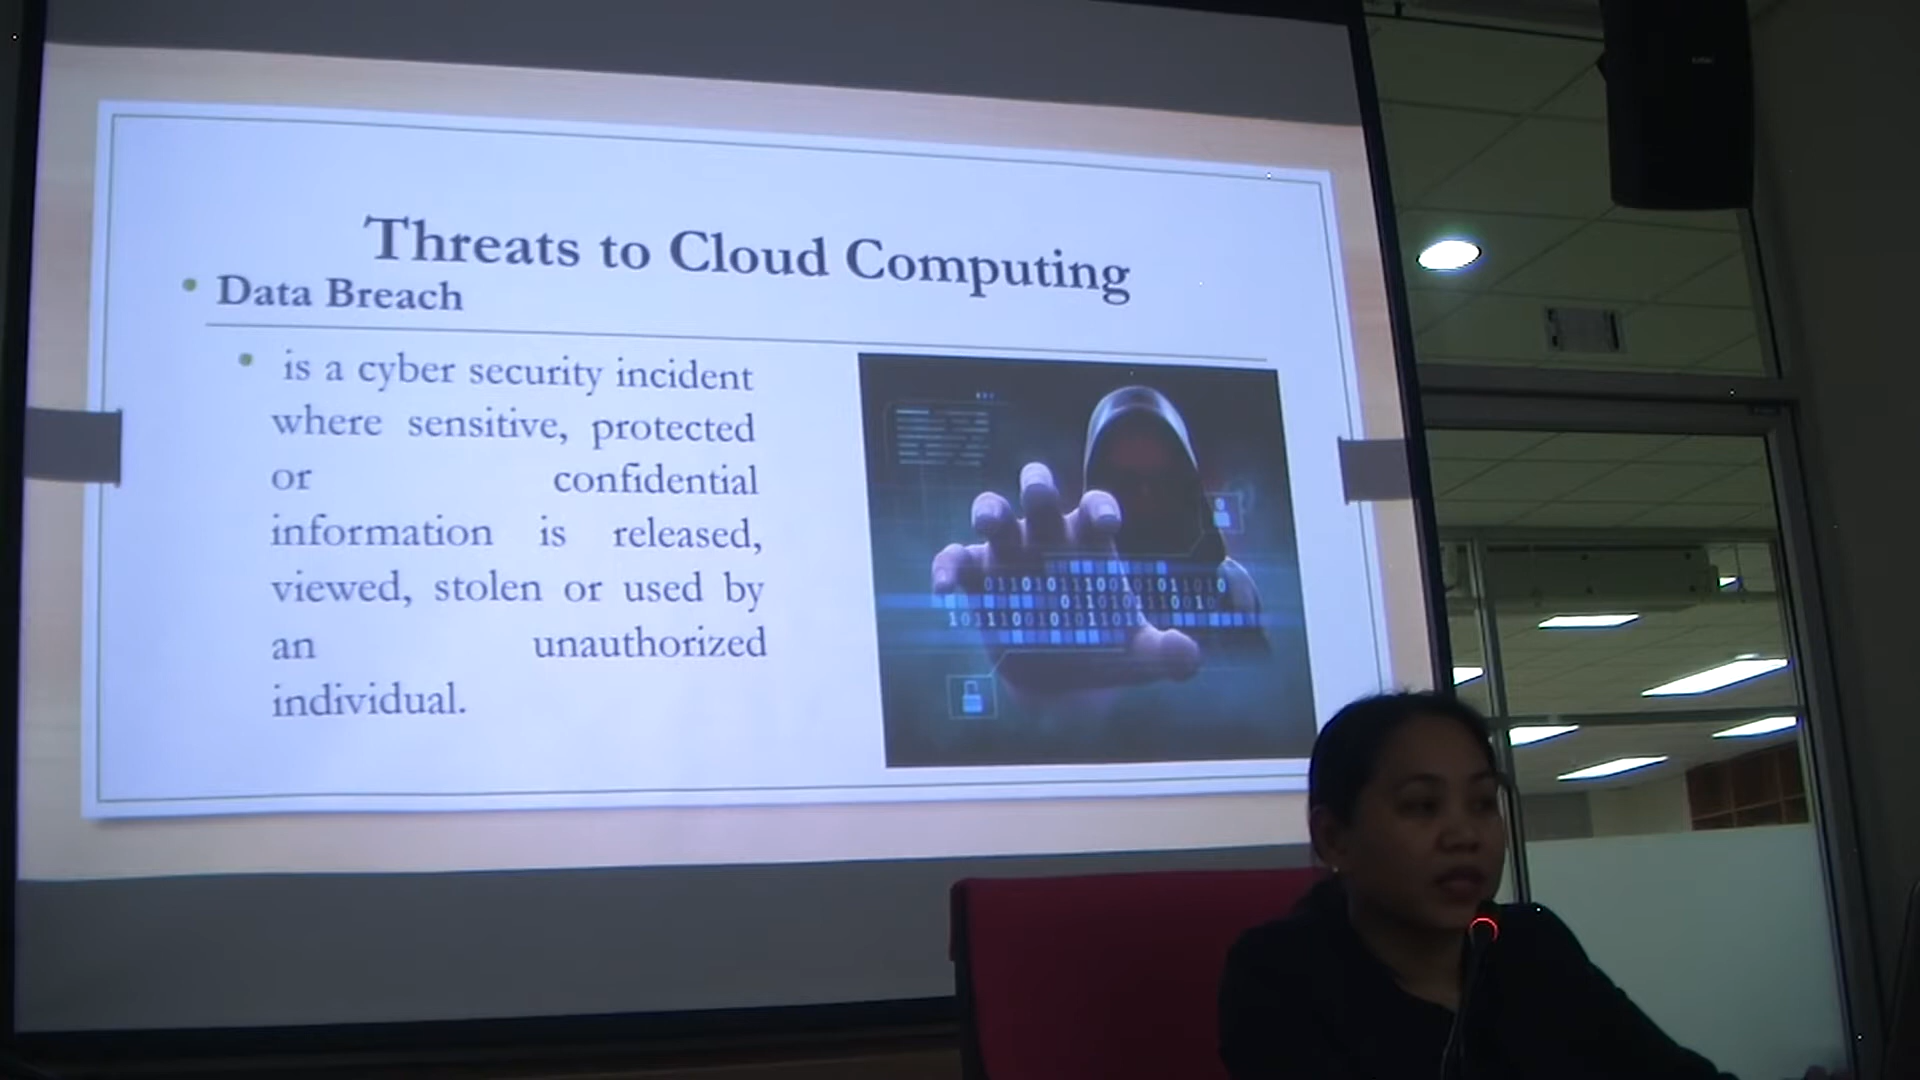 Threats to Cloud Computing
Data Breach
is a cyber security incident
where sensitive, protected
or confidential
information is released,
viewed, stolen or used by
an unauthorized
individual.